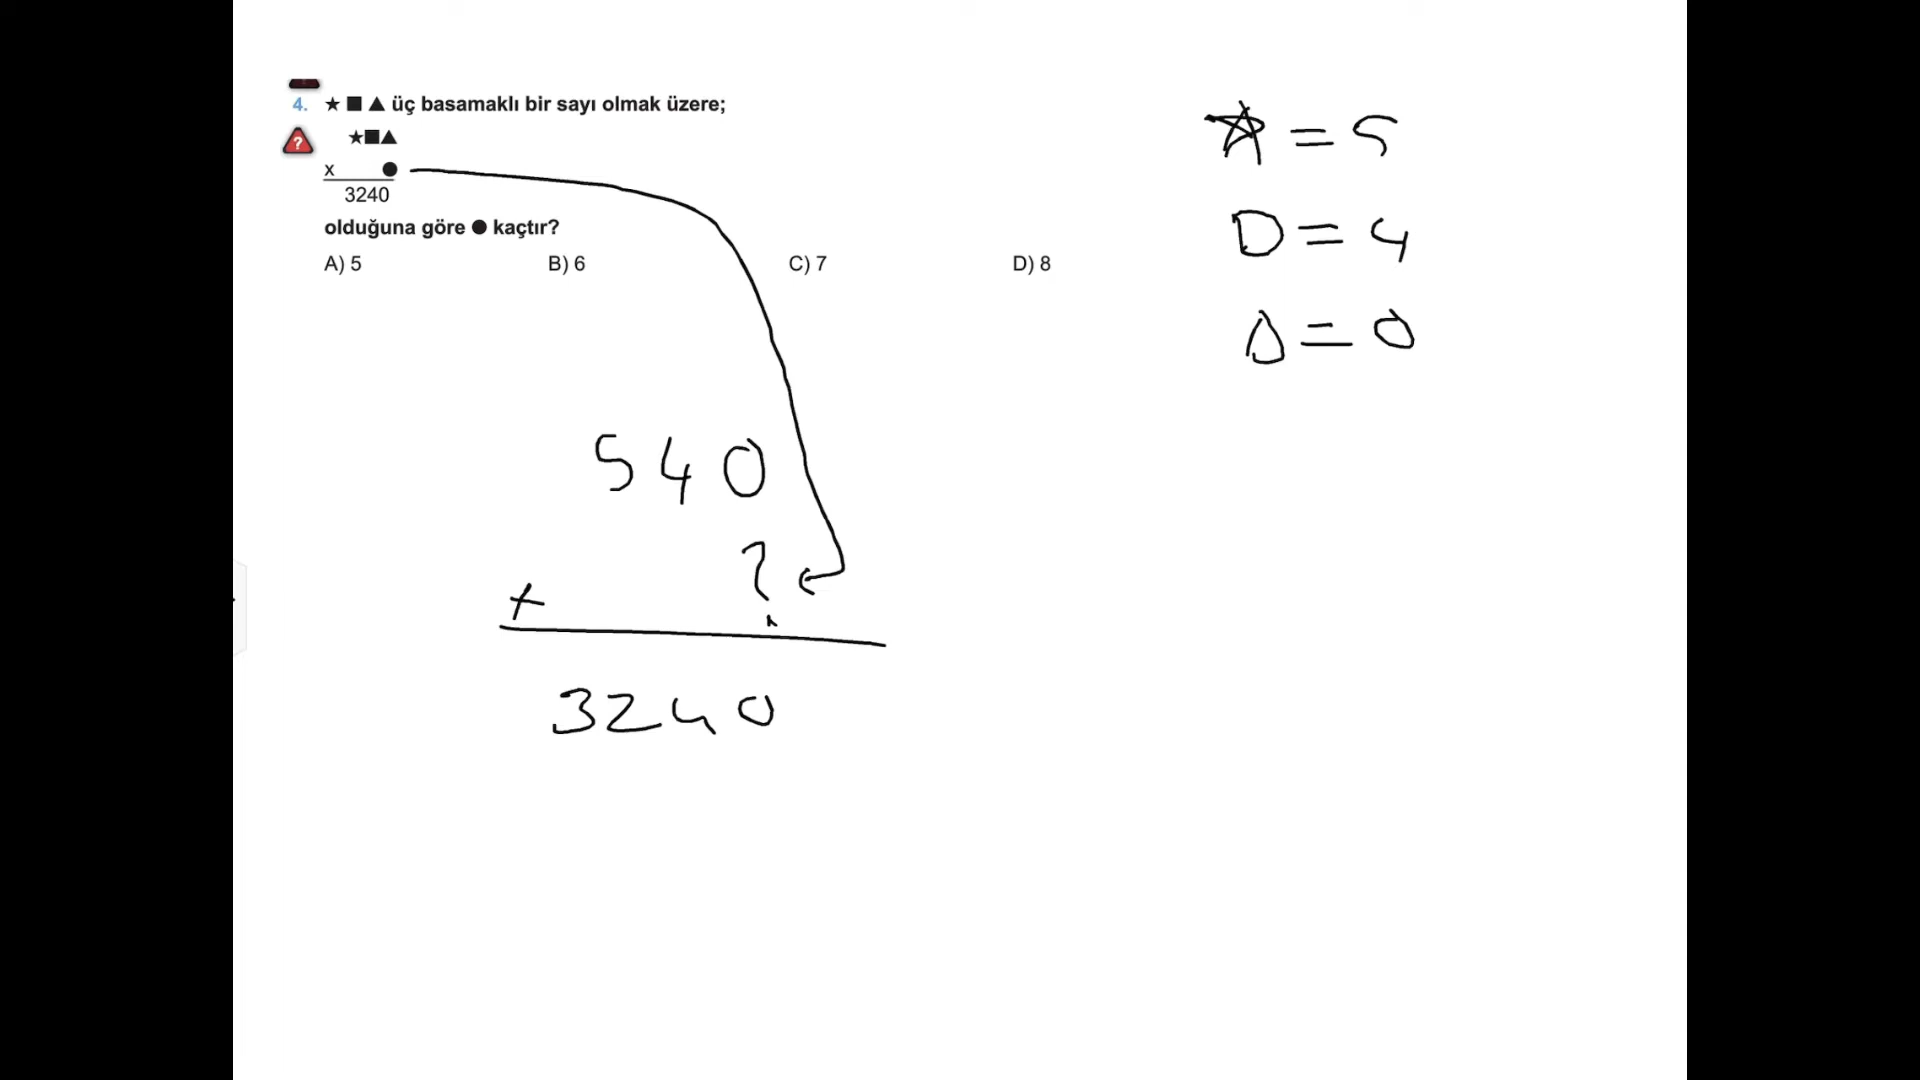 4. ★ ■ ▲ üç basamaklı bir sayı olmak üzere;
? ★■▲
x ●
3240
olduğuna göre ● kaçtır?
A) 5 B) 6 C) 7 D) 8
☆ = 5
□ = 4
△ = 0
540
?
x
3240